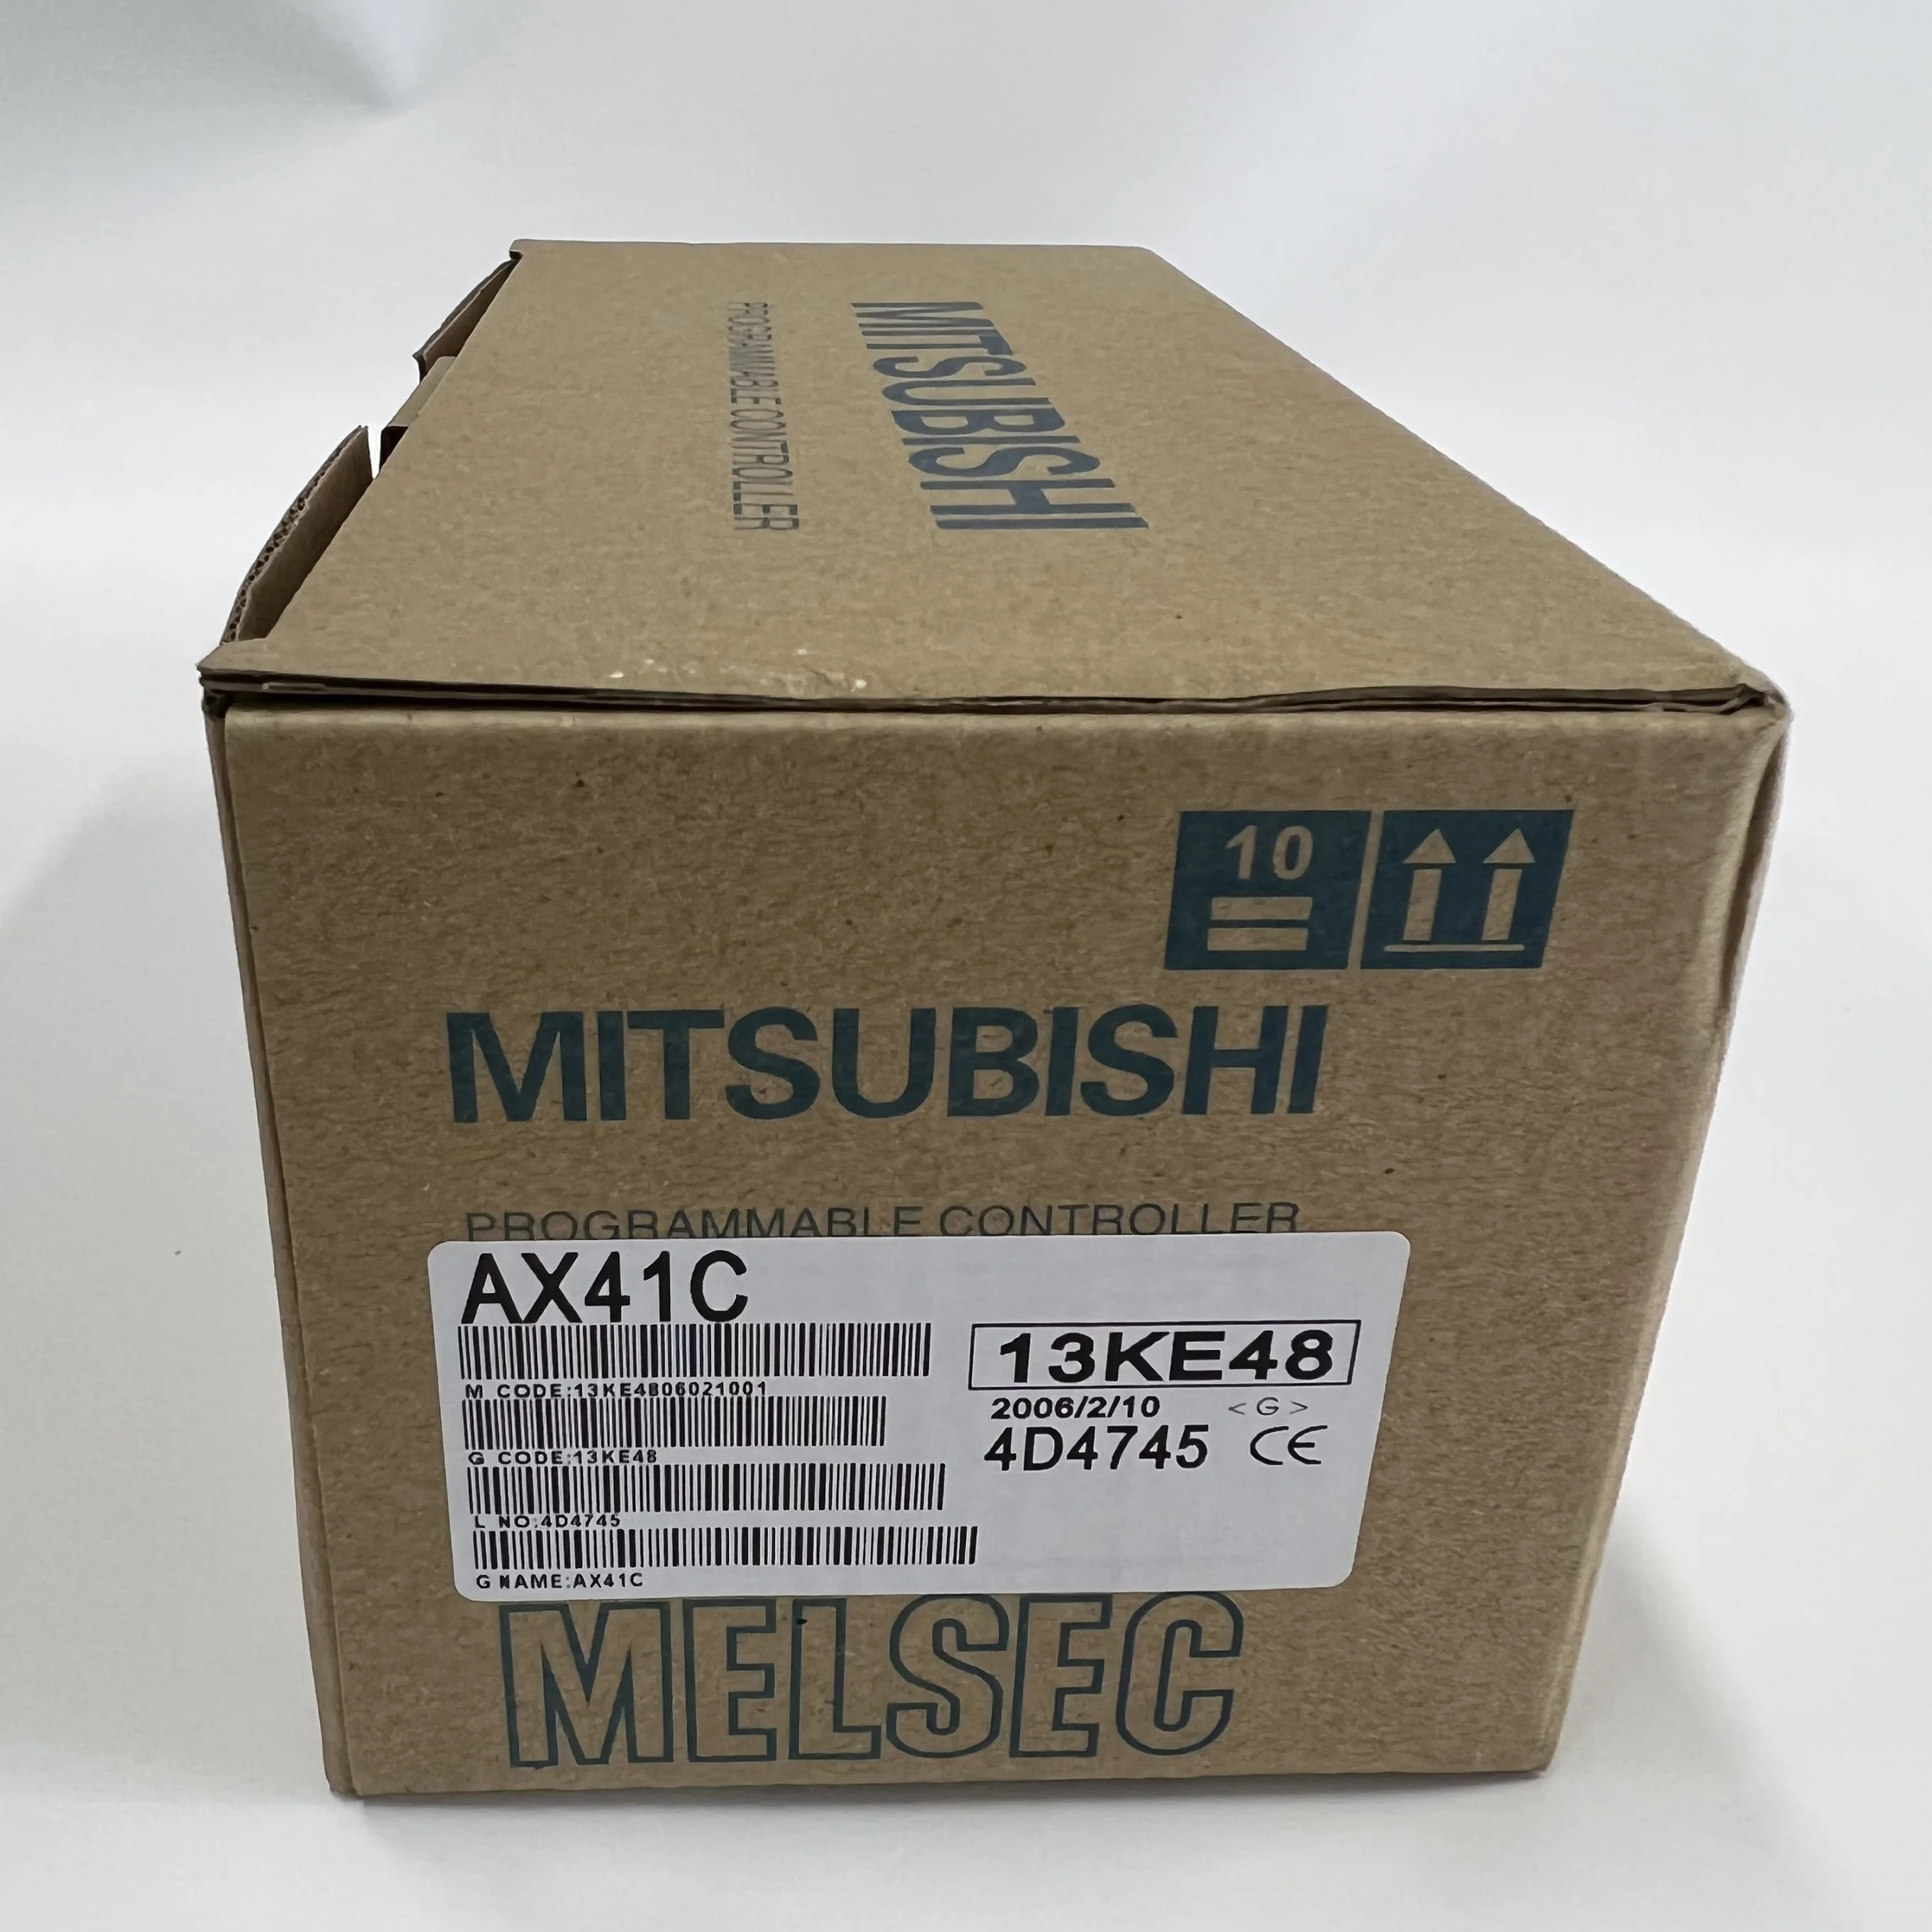 MITSUBISHI
PROGRAMMABLE CONTROLLER
10
MITSUBISHI
PROGRAMMABLE CONTROLLER
AX41C
M CODE:13KE4806021001
G CODE:13KE48
L NO:4D4745
G NAME:AX41C
13KE48
2006/2/10 <G>
4D4745 CE
MELSEC